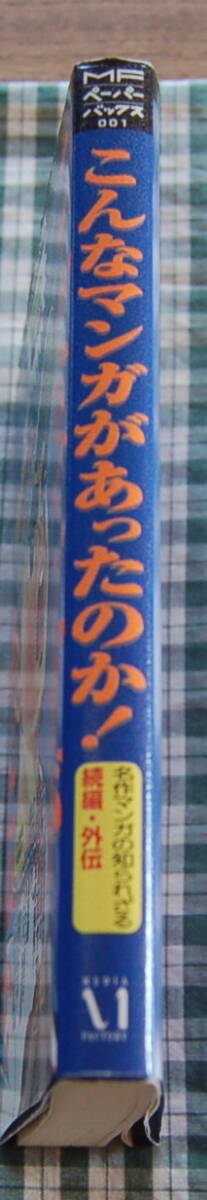 MF
ペーパー
バックス
001
こんなマンガがあったのか!
名作マンガの知られざる
続編・外伝
MEDIA
FACTORY